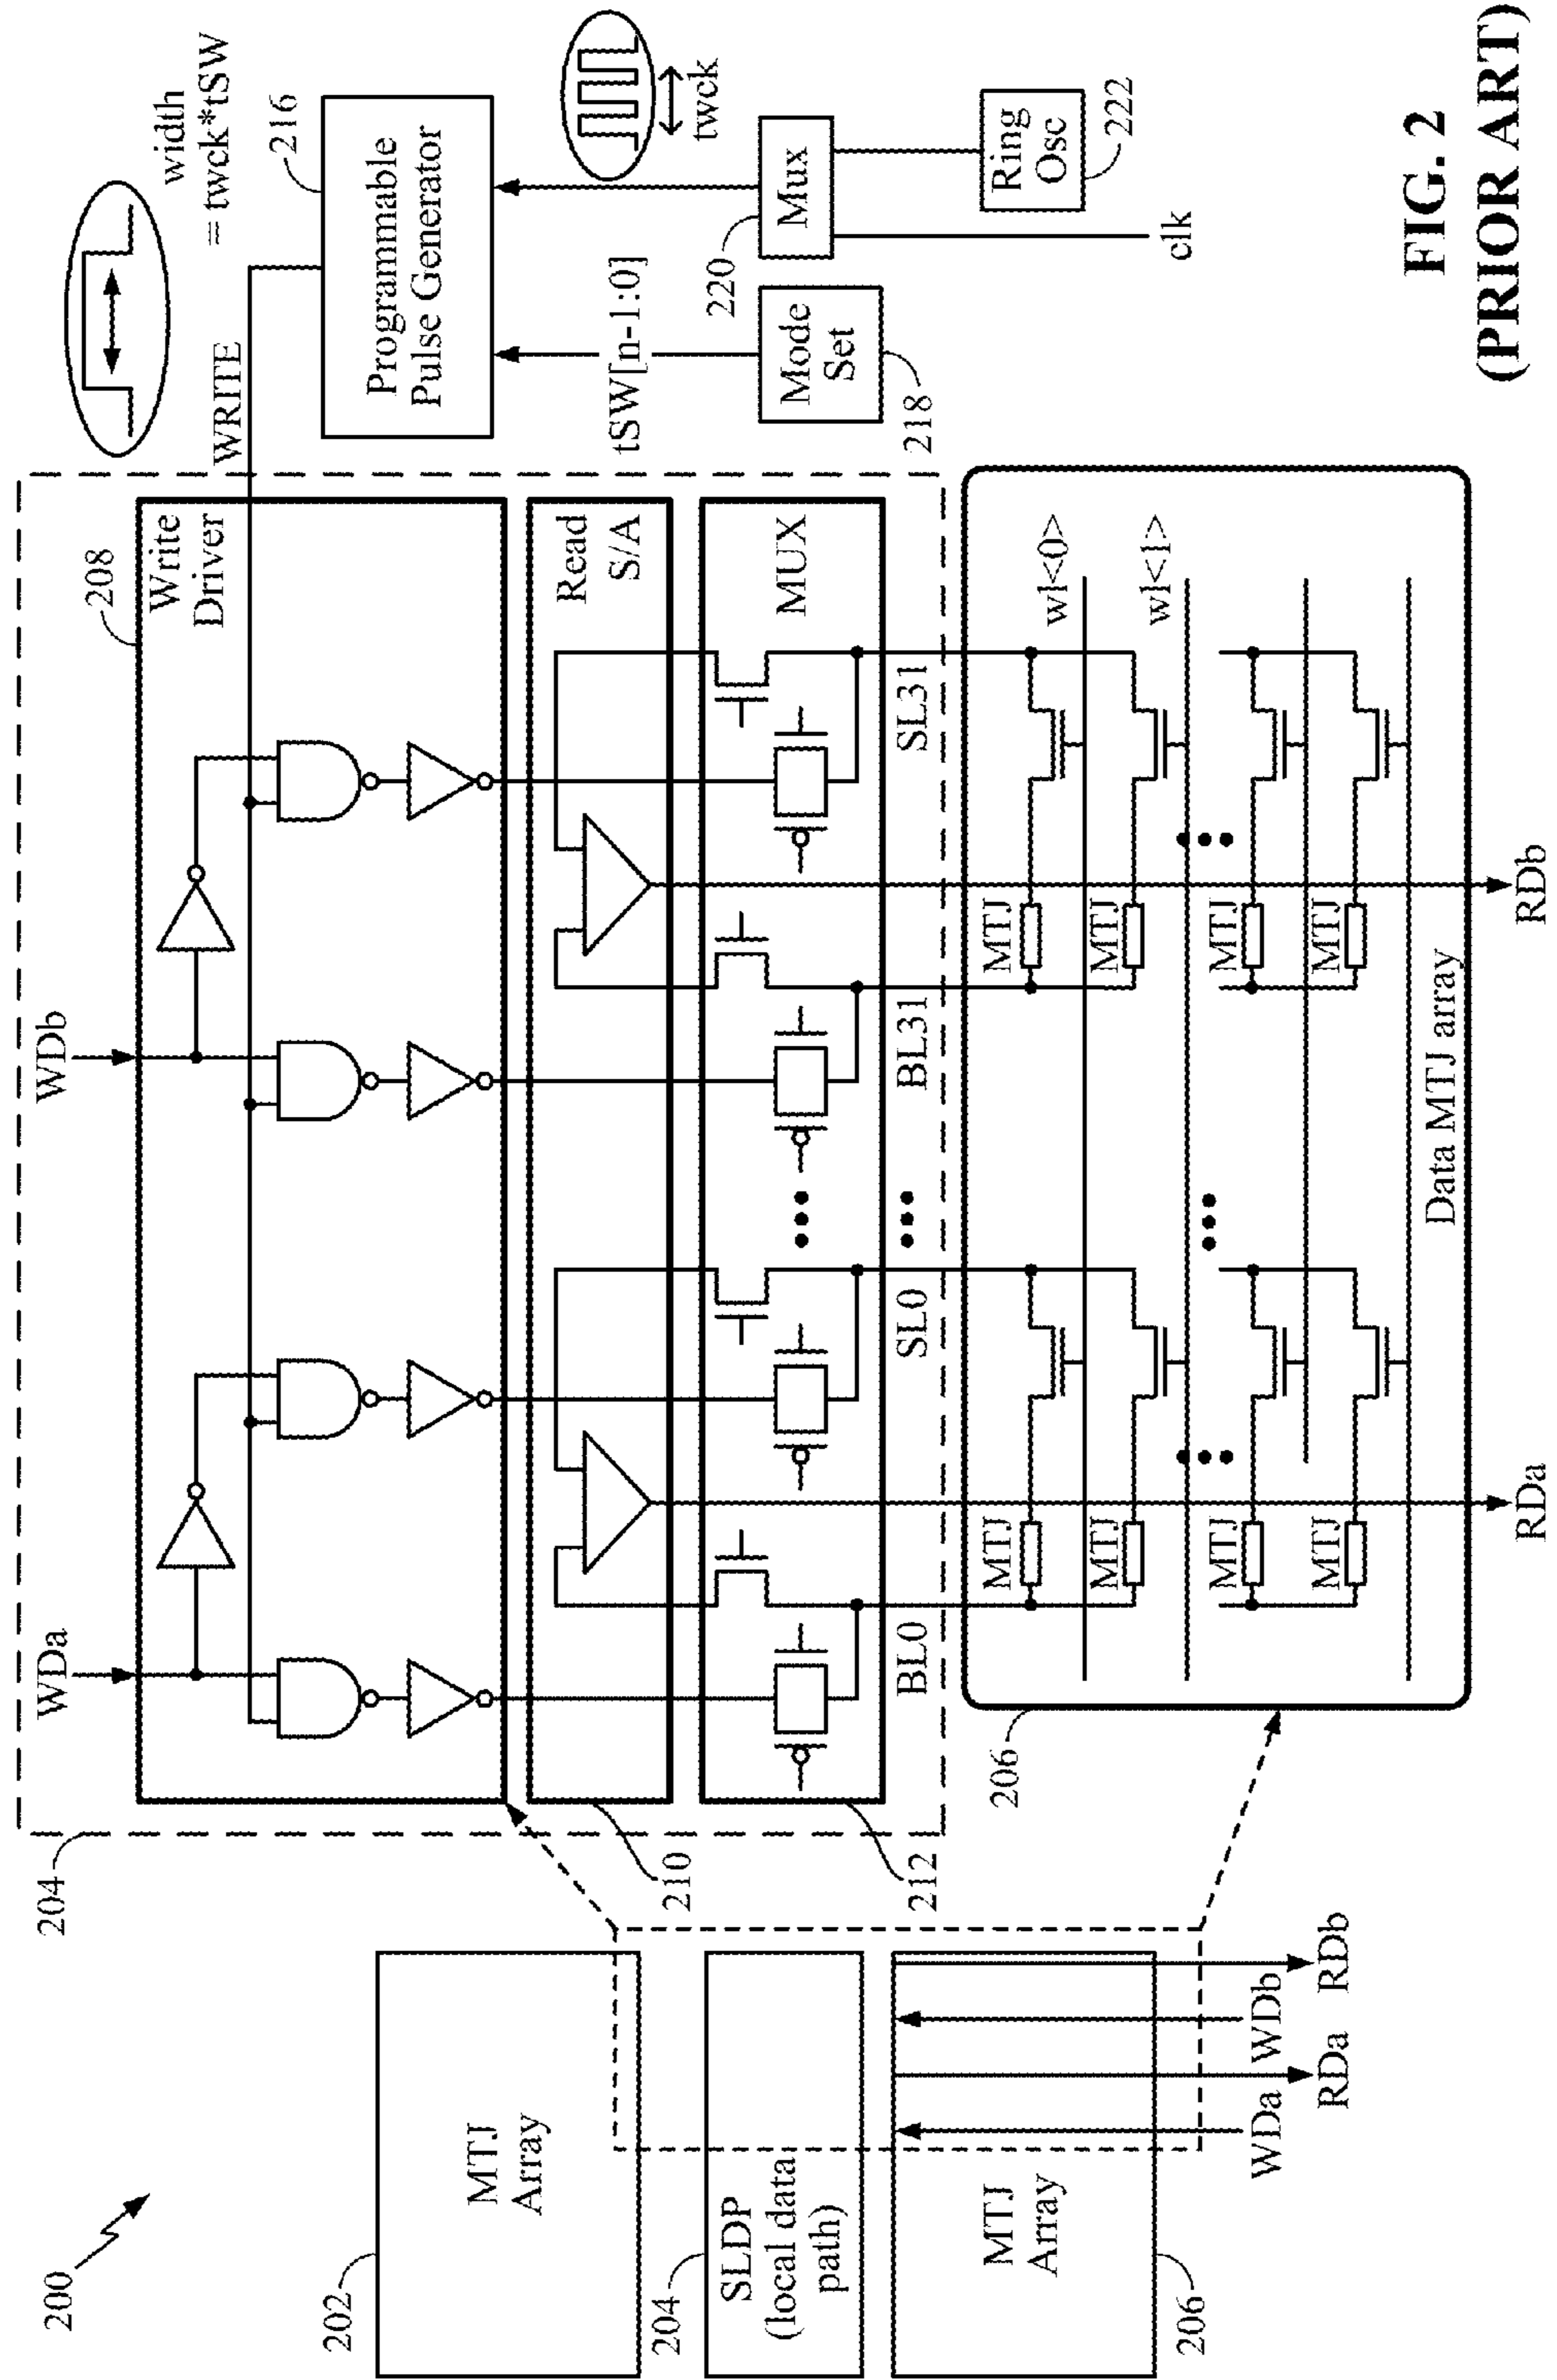 200
202
MTJ
Array
204
SLDP
(local data
path)
206
MTJ
Array
WDa
WDb
RDa
RDb
204
WDa
WDb
208
Write
Driver
WRITE
210
Read
S/A
212
MUX
BL0
SL0
BL31
SL31
206
MTJ
MTJ
MTJ
MTJ
MTJ
MTJ
MTJ
MTJ
wl<0>
wl<1>
Data MTJ array
RDa
RDb
width
= twck*tSW
216
Programmable
Pulse Generator
tSW[n-1:0]
twck
Mode
Set
218
220
Mux
clk
Ring
Osc
222
FIG. 2
(PRIOR ART)